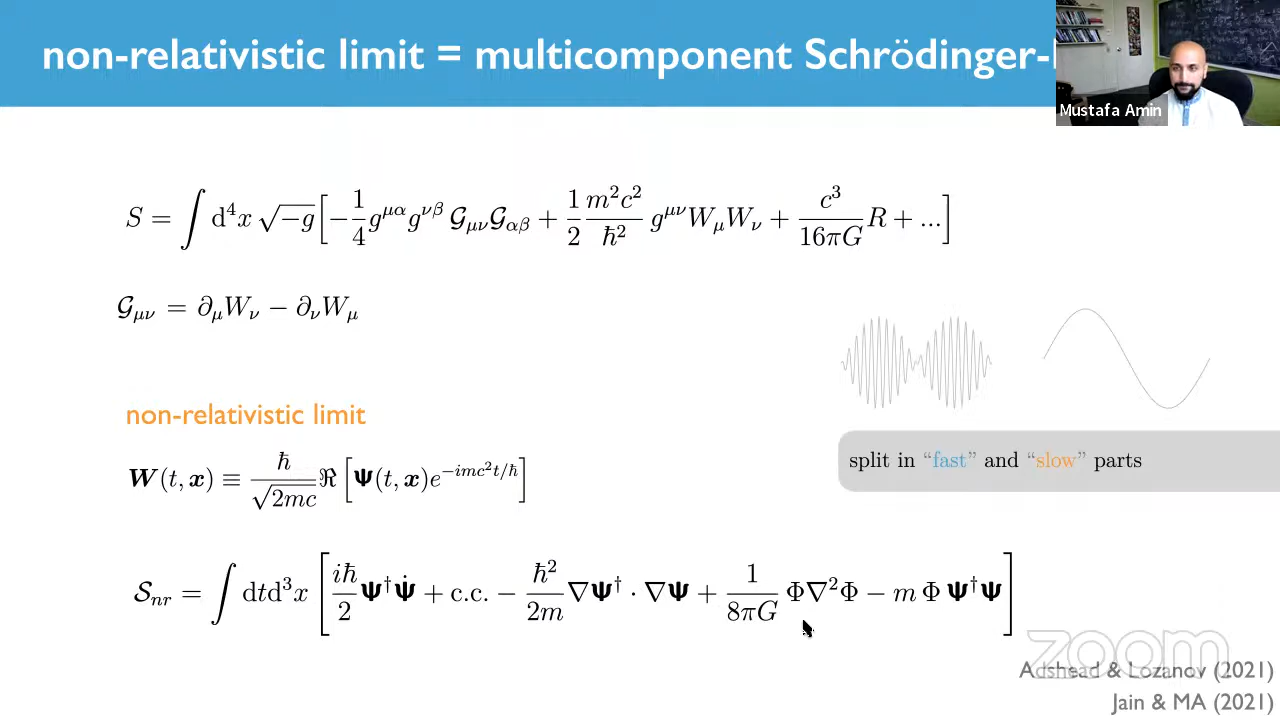 non-relativistic limit = multicomponent Schrödinger-
Mustafa Amin
S = ∫ d⁴x √−g [ −1/4 g^{μα} g^{νβ} 𝒢_{μν} 𝒢_{αβ} + 1/2 m²c²/ħ² g^{μν} W_μ W_ν + c³/16πG R + ... ]
𝒢_{μν} = ∂_μ W_ν − ∂_ν W_μ
non-relativistic limit
W(t, x) ≡ ħ/√2mc ℜ [ Ψ(t, x) e^{−imc²t/ħ} ]
split in “fast” and “slow” parts
𝒮_{nr} = ∫ dtd³x [ iħ/2 Ψ†Ψ̇ + c.c. − ħ²/2m ∇Ψ† · ∇Ψ + 1/8πG Φ∇²Φ − m Φ Ψ†Ψ ]
zoom
Adshead & Lozanov (2021)
Jain & MA (2021)